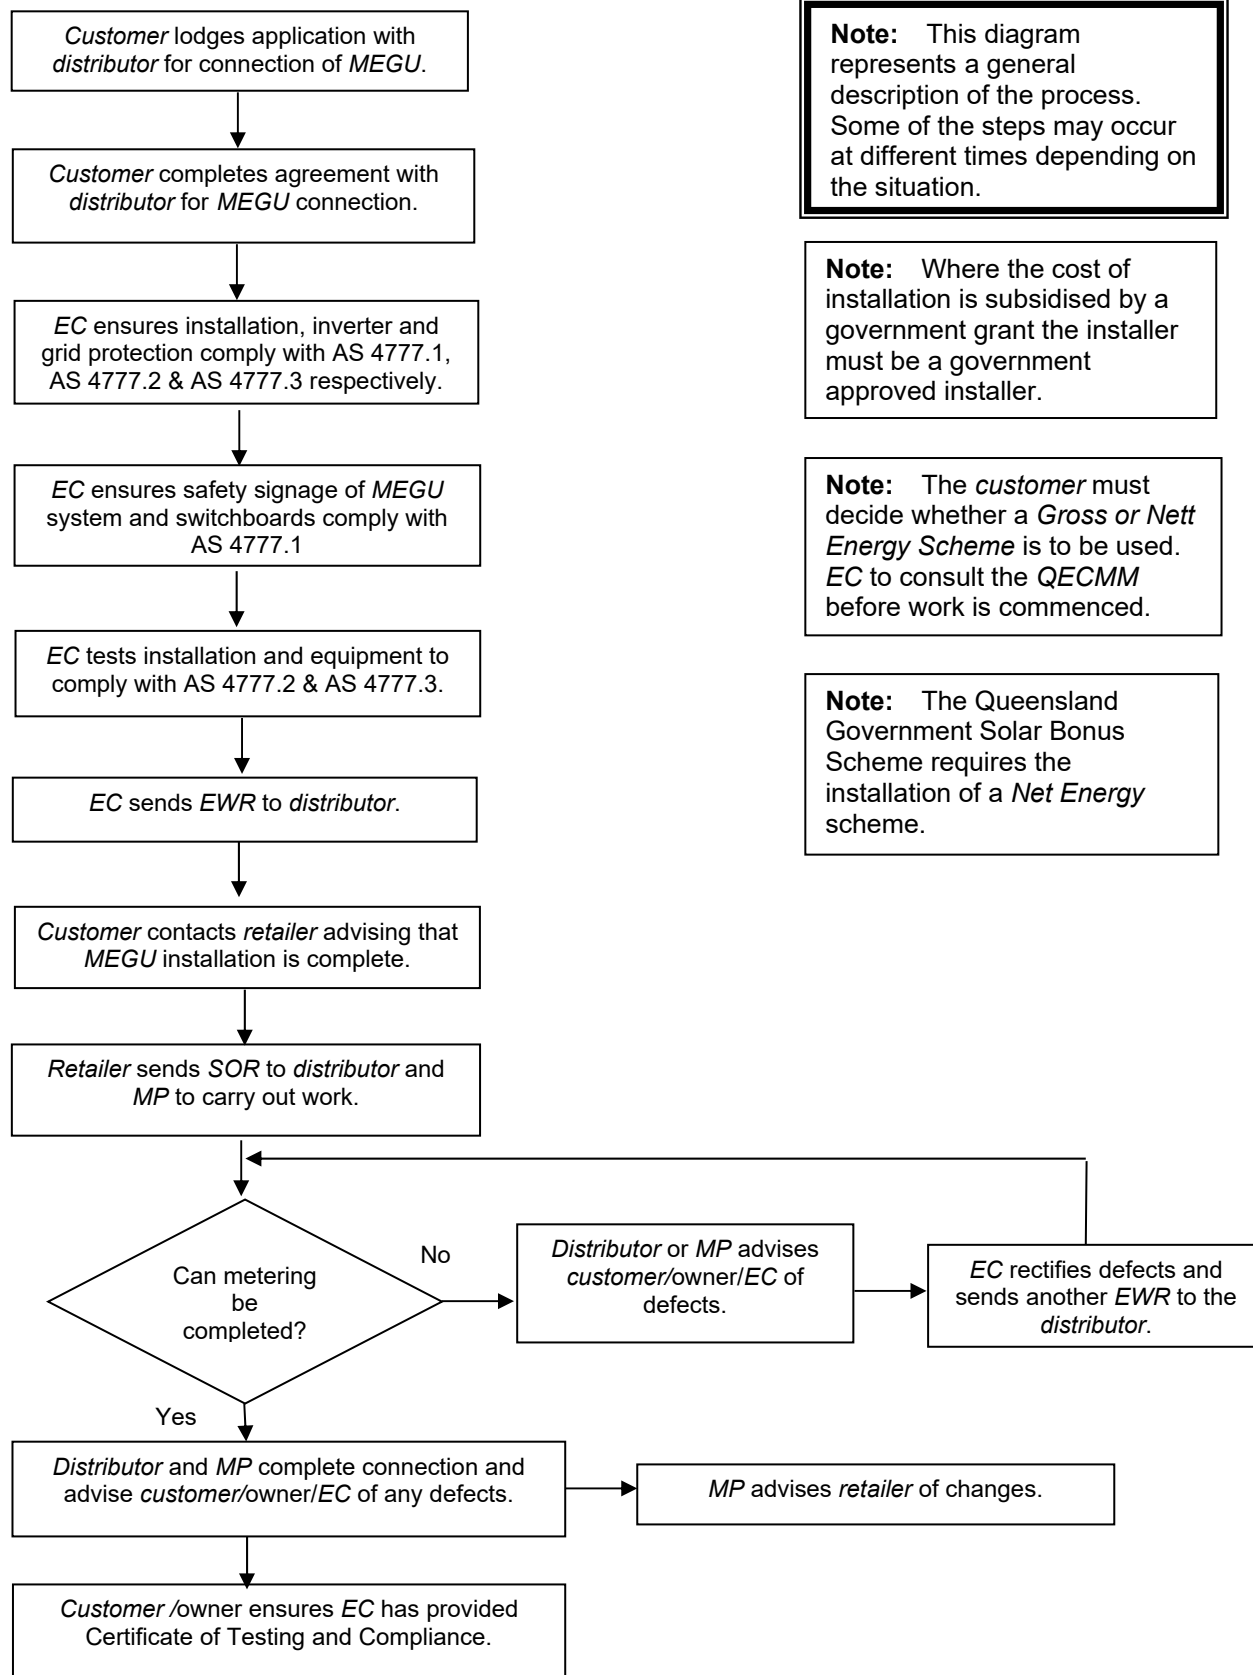 Customer lodges application with
distributor for connection of MEGU.
Customer completes agreement with
distributor for MEGU connection.
EC ensures installation, inverter and
grid protection comply with AS 4777.1,
AS 4777.2 & AS 4777.3 respectively.
EC ensures safety signage of MEGU
system and switchboards comply with
AS 4777.1
EC tests installation and equipment to
comply with AS 4777.2 & AS 4777.3.
EC sends EWR to distributor.
Customer contacts retailer advising that
MEGU installation is complete.
Retailer sends SOR to distributor and
MP to carry out work.
Can metering
be
completed?
No
Distributor or MP advises
customer/owner/EC of
defects.
EC rectifies defects and
sends another EWR to the
distributor.
Yes
Distributor and MP complete connection and
advise customer/owner/EC of any defects.
MP advises retailer of changes.
Customer /owner ensures EC has provided
Certificate of Testing and Compliance.
Note: This diagram
represents a general
description of the process.
Some of the steps may occur
at different times depending on
the situation.
Note: Where the cost of
installation is subsidised by a
government grant the installer
must be a government
approved installer.
Note: The customer must
decide whether a Gross or Nett
Energy Scheme is to be used.
EC to consult the QECMM
before work is commenced.
Note: The Queensland
Government Solar Bonus
Scheme requires the
installation of a Net Energy
scheme.